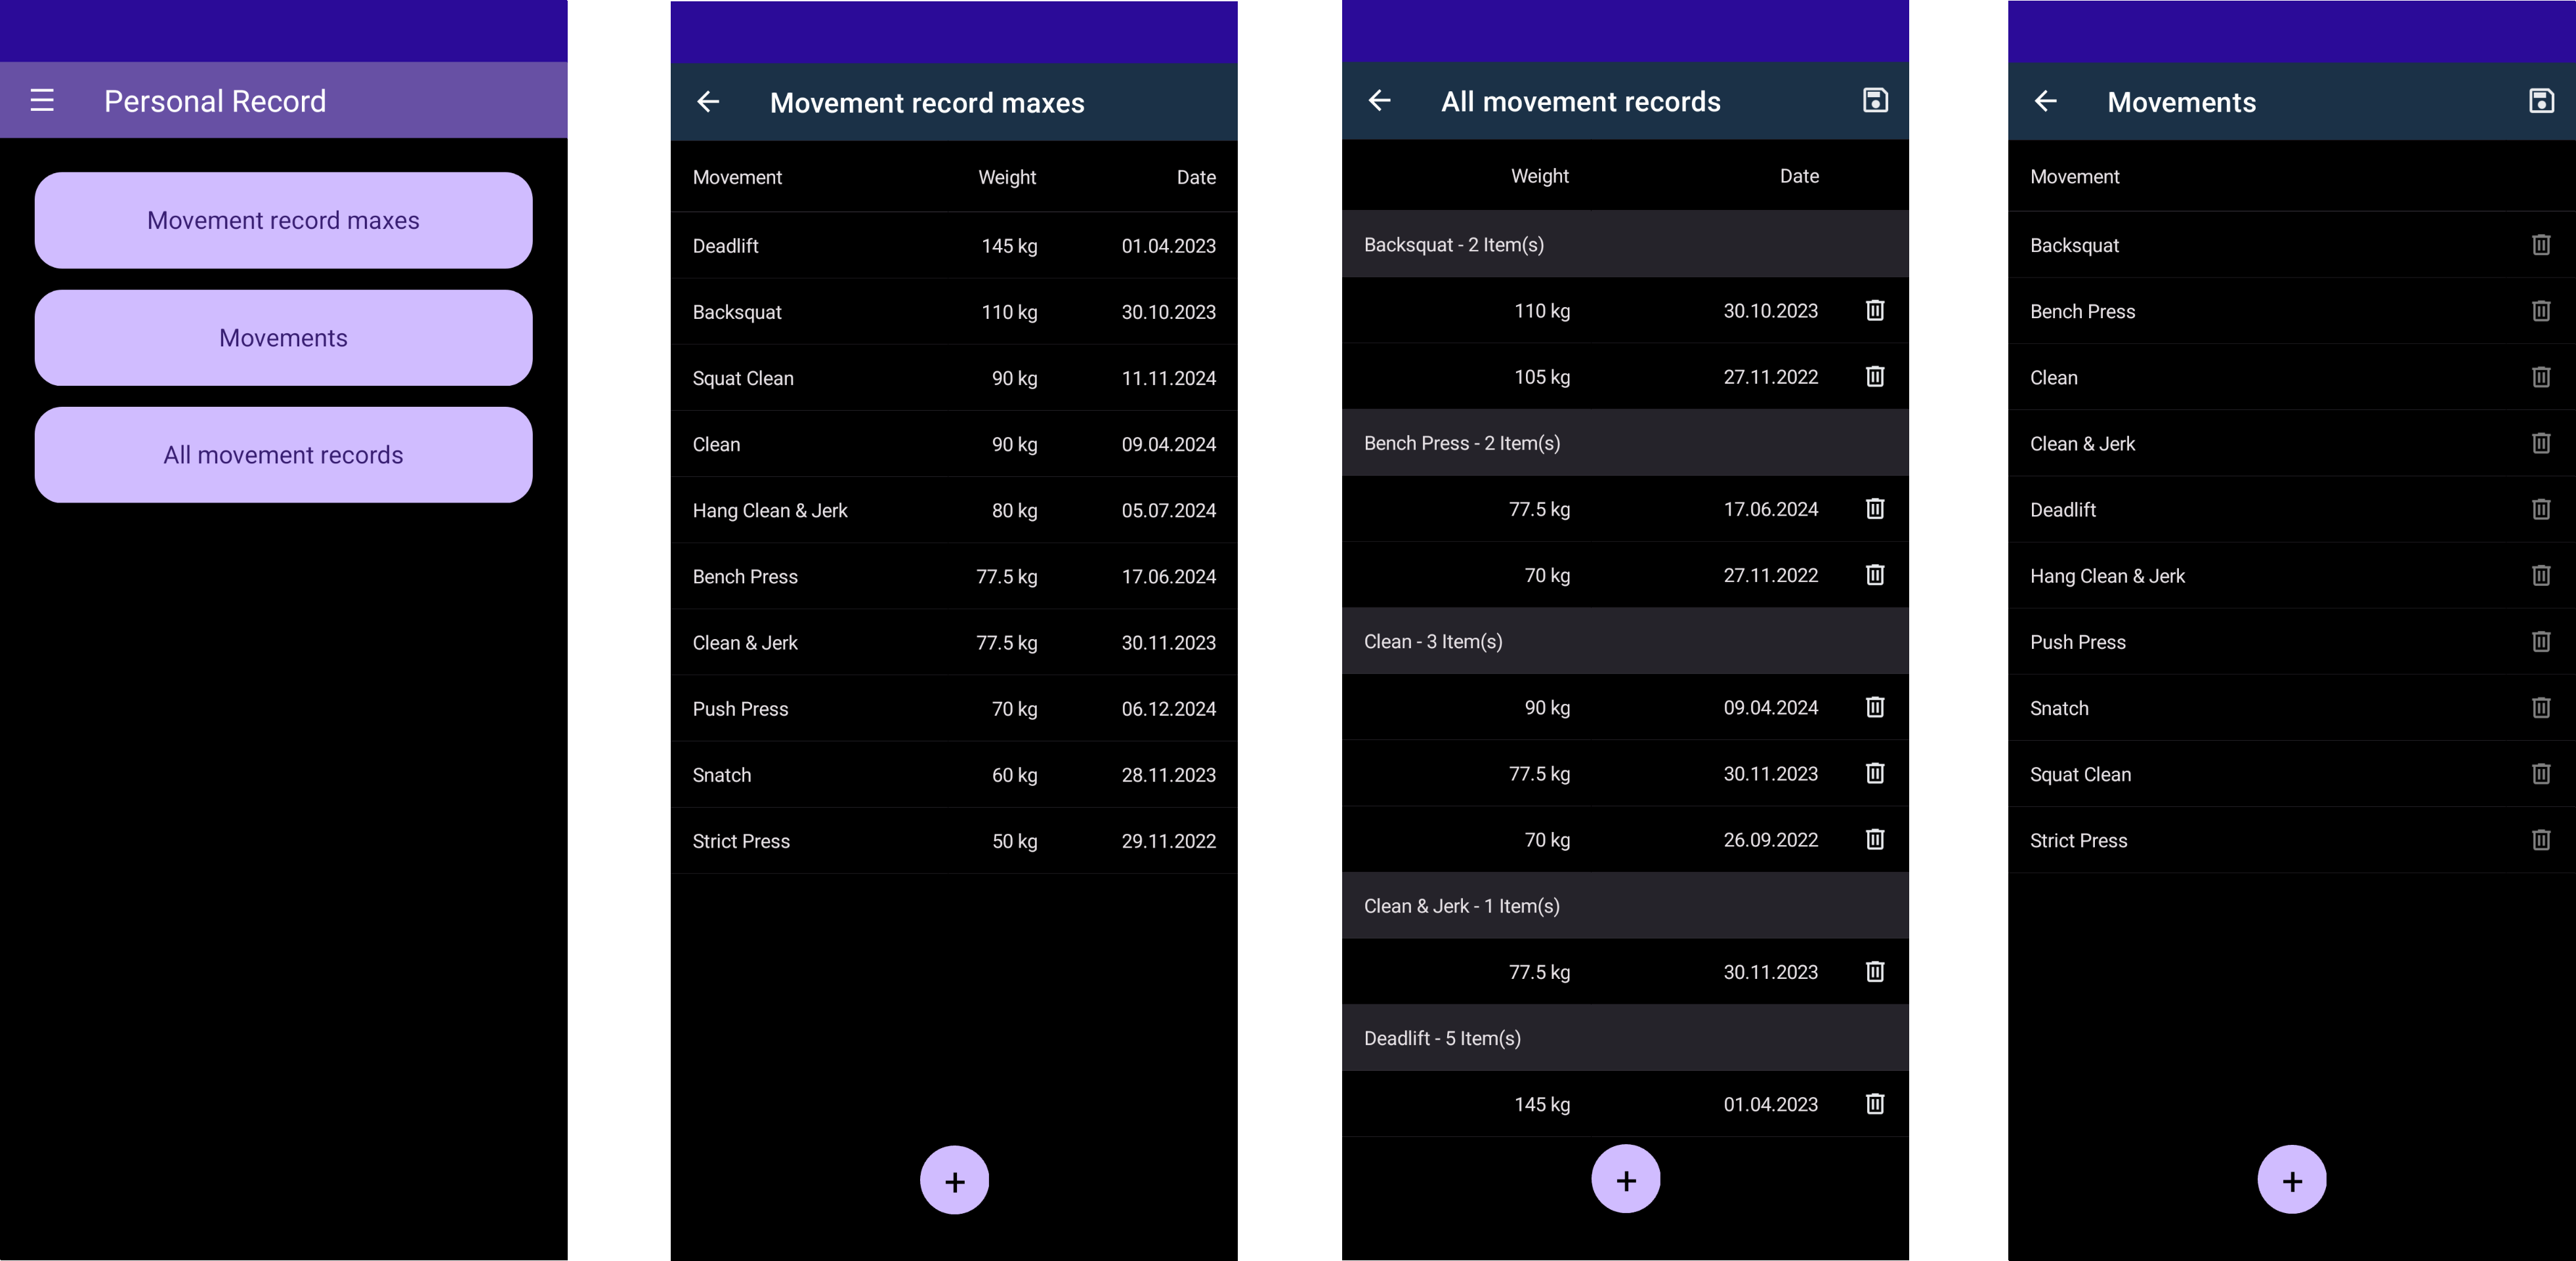 Personal Record
Movement record maxes
Movements
All movement records
Movement record maxes
Movement Weight Date
Deadlift 145 kg 01.04.2023
Backsquat 110 kg 30.10.2023
Squat Clean 90 kg 11.11.2024
Clean 90 kg 09.04.2024
Hang Clean & Jerk 80 kg 05.07.2024
Bench Press 77.5 kg 17.06.2024
Clean & Jerk 77.5 kg 30.11.2023
Push Press 70 kg 06.12.2024
Snatch 60 kg 28.11.2023
Strict Press 50 kg 29.11.2022
+
All movement records
Weight Date
Backsquat - 2 Item(s)
110 kg 30.10.2023
105 kg 27.11.2022
Bench Press - 2 Item(s)
77.5 kg 17.06.2024
70 kg 27.11.2022
Clean - 3 Item(s)
90 kg 09.04.2024
77.5 kg 30.11.2023
70 kg 26.09.2022
Clean & Jerk - 1 Item(s)
77.5 kg 30.11.2023
Deadlift - 5 Item(s)
145 kg 01.04.2023
+
Movements
Movement
Backsquat
Bench Press
Clean
Clean & Jerk
Deadlift
Hang Clean & Jerk
Push Press
Snatch
Squat Clean
Strict Press
+